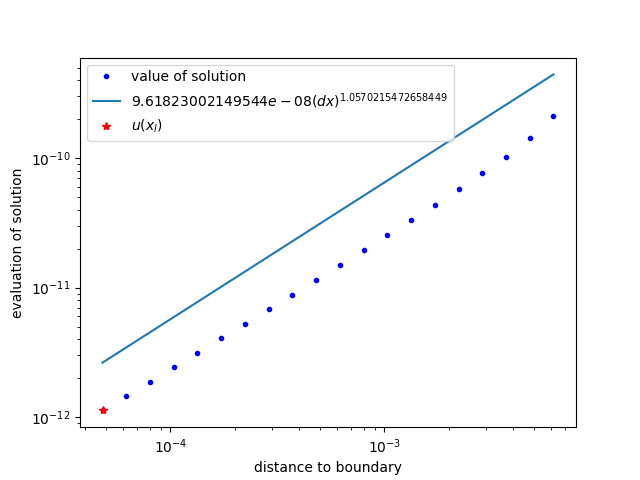 value of solution
9.61823002149544e − 08(dx)^1.0570215472658449
u(x_l)
10^−10
10^−11
10^−12
evaluation of solution
10^−4
10^−3
distance to boundary